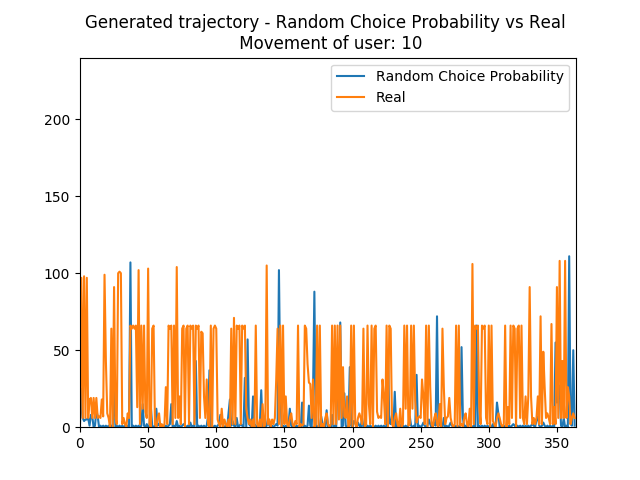 Generated trajectory - Random Choice Probability vs Real
Movement of user: 10
Random Choice Probability
Real
200
150
100
50
0
0 50 100 150 200 250 300 350